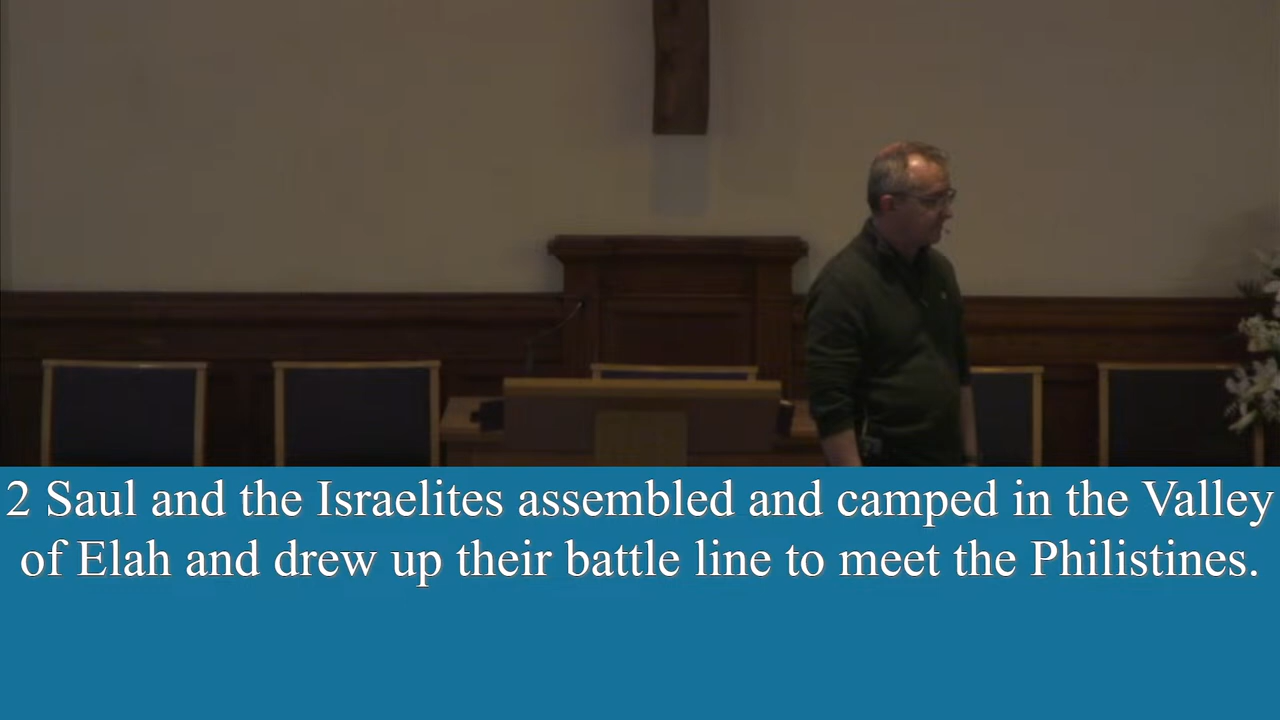 2 Saul and the Israelites assembled and camped in the Valley
of Elah and drew up their battle line to meet the Philistines.